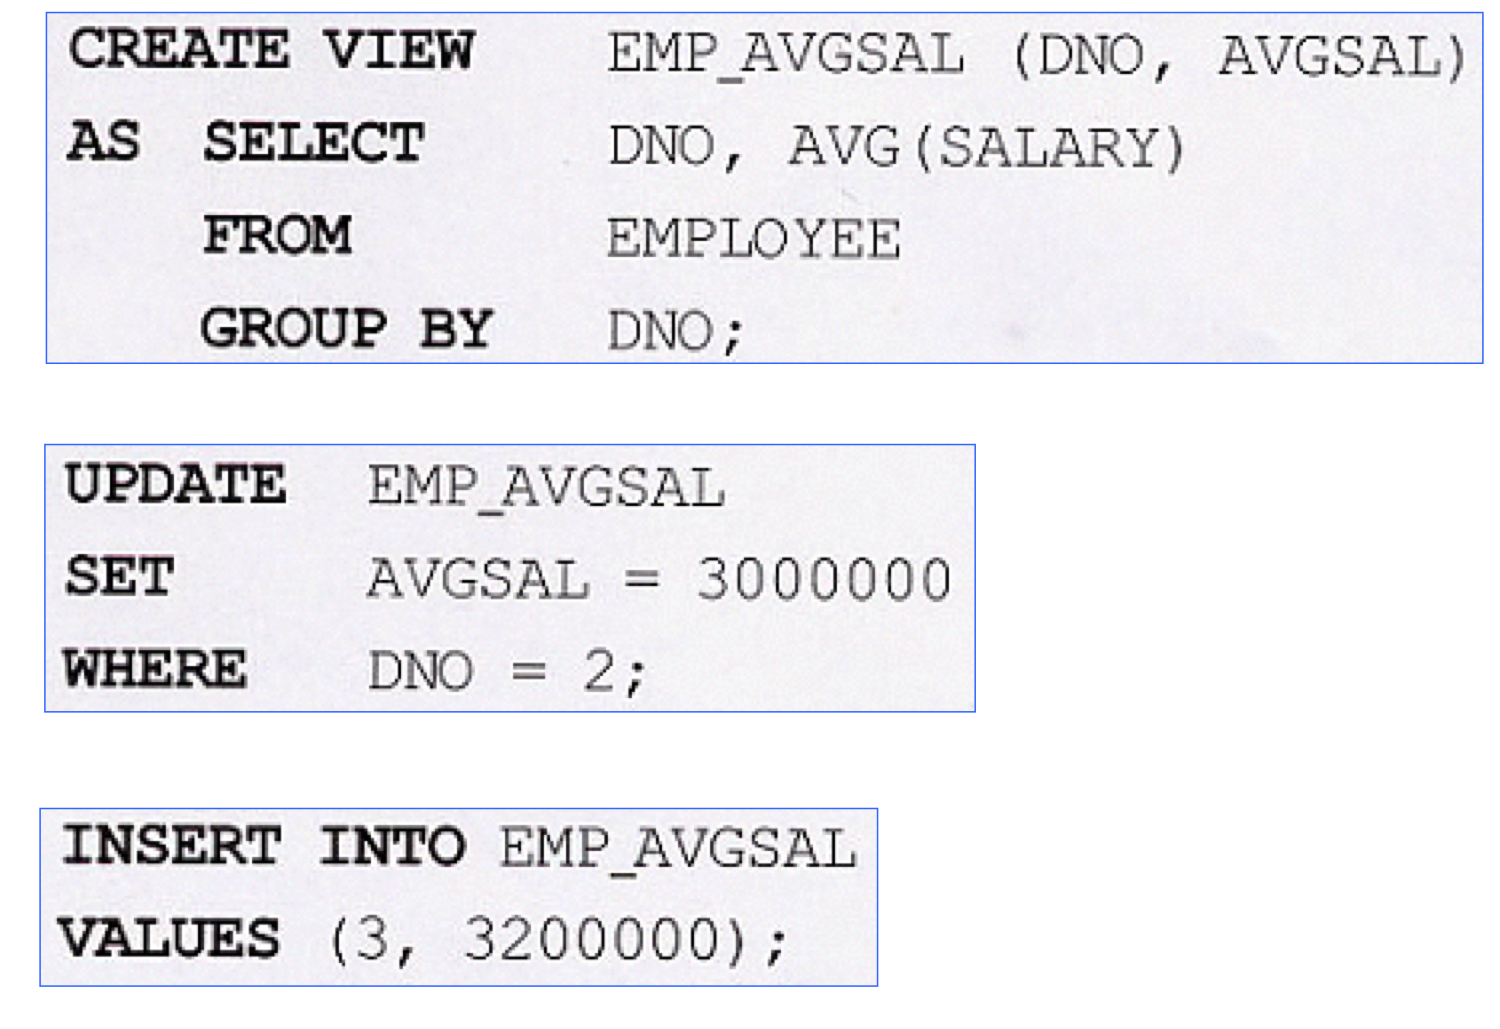 CREATE VIEW EMP_AVGSAL (DNO, AVGSAL)
AS SELECT DNO, AVG(SALARY)
FROM EMPLOYEE
GROUP BY DNO;
UPDATE EMP_AVGSAL
SET AVGSAL = 3000000
WHERE DNO = 2;
INSERT INTO EMP_AVGSAL
VALUES (3, 3200000);